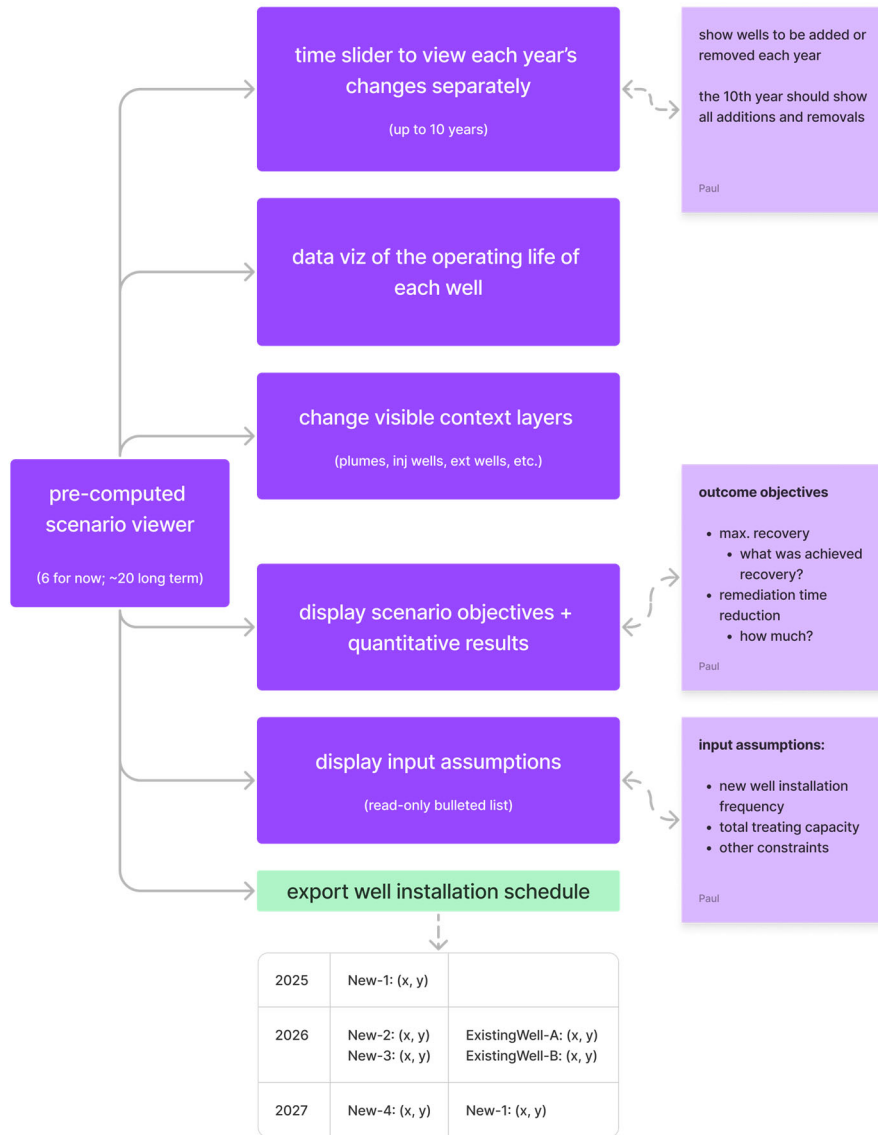 time slider to view each year's
changes separately
(up to 10 years)
show wells to be added or
removed each year
the 10th year should show
all additions and removals
Paul
data viz of the operating life of
each well
change visible context layers
(plumes, inj wells, ext wells, etc.)
pre-computed
scenario viewer
(6 for now; ~20 long term)
display scenario objectives +
quantitative results
outcome objectives
• max. recovery
• what was achieved
recovery?
• remediation time
reduction
• how much?
Paul
display input assumptions
(read-only bulleted list)
input assumptions:
• new well installation
frequency
• total treating capacity
• other constraints
Paul
export well installation schedule
2025 New-1: (x, y)
2026 New-2: (x, y) ExistingWell-A: (x, y)
New-3: (x, y) ExistingWell-B: (x, y)
2027 New-4: (x, y) New-1: (x, y)